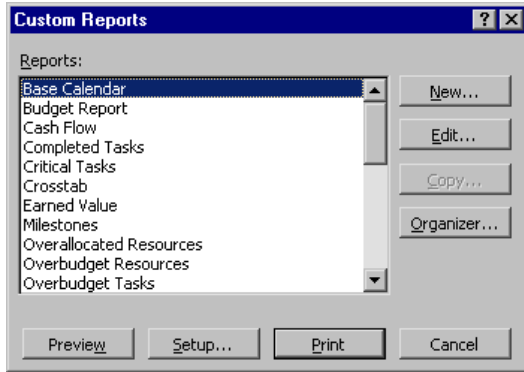 Custom Reports
Reports:
Base Calendar
Budget Report
Cash Flow
Completed Tasks
Critical Tasks
Crosstab
Earned Value
Milestones
Overallocated Resources
Overbudget Resources
Overbudget Tasks
New...
Edit...
Copy...
Organizer...
Preview Setup... Print Cancel